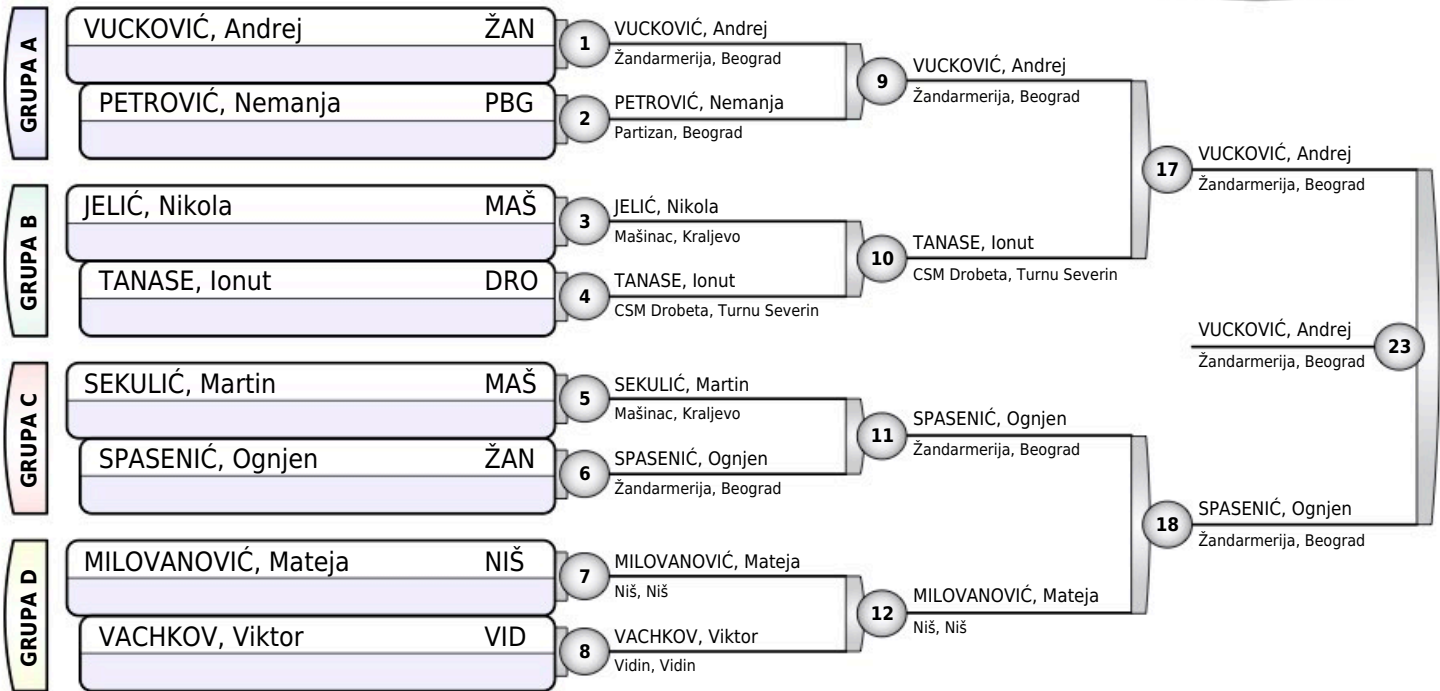 GRUPA A
VUCKOVIĆ, Andrej ŽAN
PETROVIĆ, Nemanja PBG
GRUPA B
JELIĆ, Nikola MAŠ
TANASE, Ionut DRO
GRUPA C
SEKULIĆ, Martin MAŠ
SPASENIĆ, Ognjen ŽAN
GRUPA D
MILOVANOVIĆ, Mateja NIŠ
VACHKOV, Viktor VID
1
VUCKOVIĆ, Andrej
Žandarmerija, Beograd
2
PETROVIĆ, Nemanja
Partizan, Beograd
3
JELIĆ, Nikola
Mašinac, Kraljevo
4
TANASE, Ionut
CSM Drobeta, Turnu Severin
5
SEKULIĆ, Martin
Mašinac, Kraljevo
6
SPASENIĆ, Ognjen
Žandarmerija, Beograd
7
MILOVANOVIĆ, Mateja
Niš, Niš
8
VACHKOV, Viktor
Vidin, Vidin
9
VUCKOVIĆ, Andrej
Žandarmerija, Beograd
10
TANASE, Ionut
CSM Drobeta, Turnu Severin
11
SPASENIĆ, Ognjen
Žandarmerija, Beograd
12
MILOVANOVIĆ, Mateja
Niš, Niš
17
VUCKOVIĆ, Andrej
Žandarmerija, Beograd
18
SPASENIĆ, Ognjen
Žandarmerija, Beograd
VUCKOVIĆ, Andrej
Žandarmerija, Beograd
23